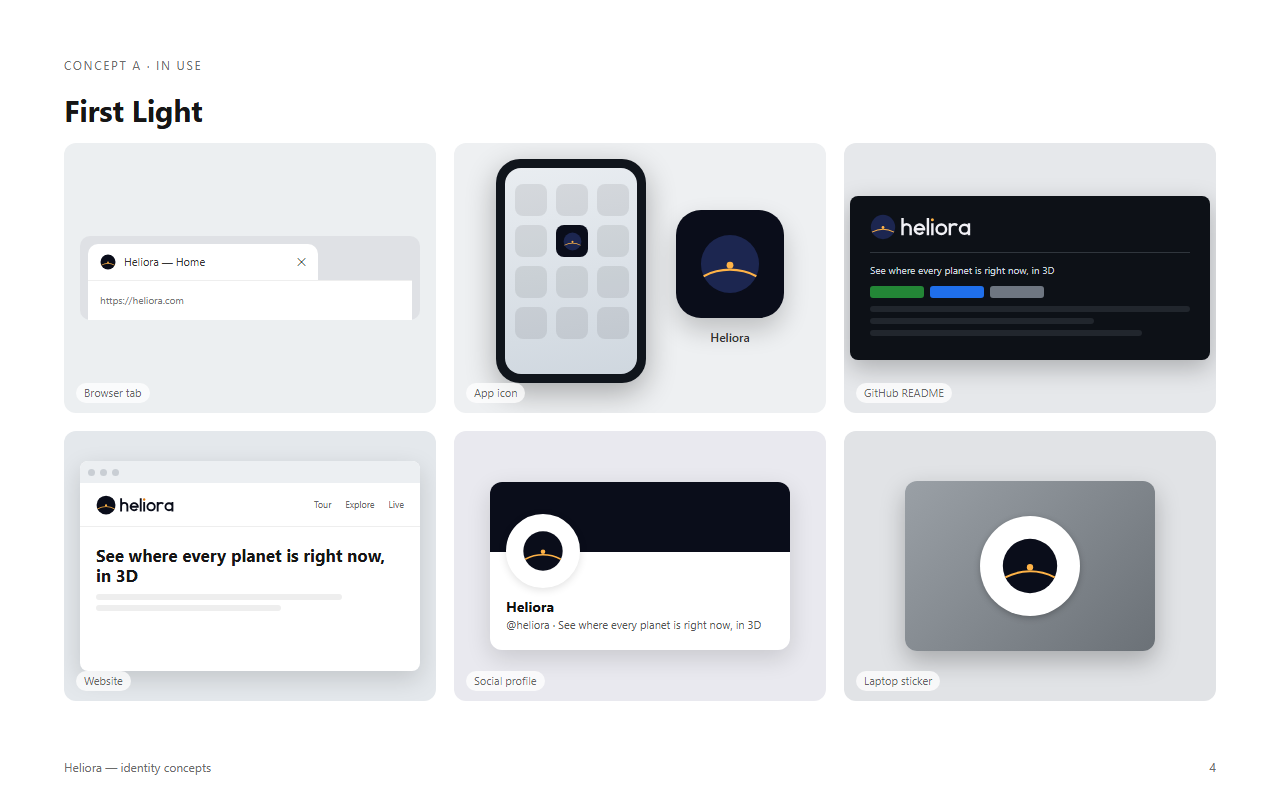 CONCEPT A · IN USE
First Light
Heliora — Home
https://heliora.com
Browser tab
Heliora
App icon
heliora
See where every planet is right now, in 3D
GitHub README
heliora
Tour Explore Live
See where every planet is right now,
in 3D
Website
Heliora
@heliora · See where every planet is right now, in 3D
Social profile
Laptop sticker
Heliora — identity concepts
4